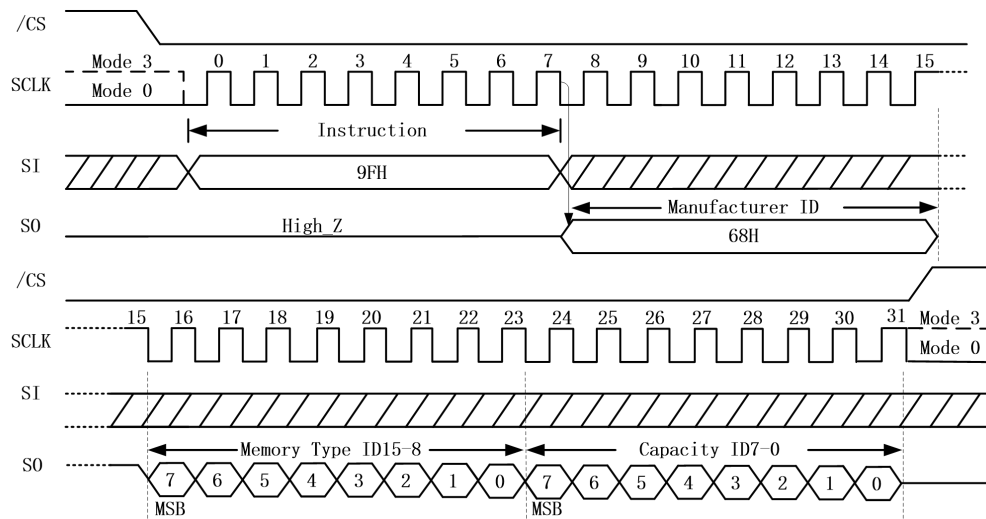 /CS
Mode 3 0 1 2 3 4 5 6 7 8 9 10 11 12 13 14 15
SCLK
Mode 0
Instruction
SI 9FH
Manufacturer ID
SO High_Z 68H
/CS
15 16 17 18 19 20 21 22 23 24 25 26 27 28 29 30 31 Mode 3
SCLK
Mode 0
SI
Memory Type ID15-8 Capacity ID7-0
SO 7 6 5 4 3 2 1 0 7 6 5 4 3 2 1 0
MSB MSB